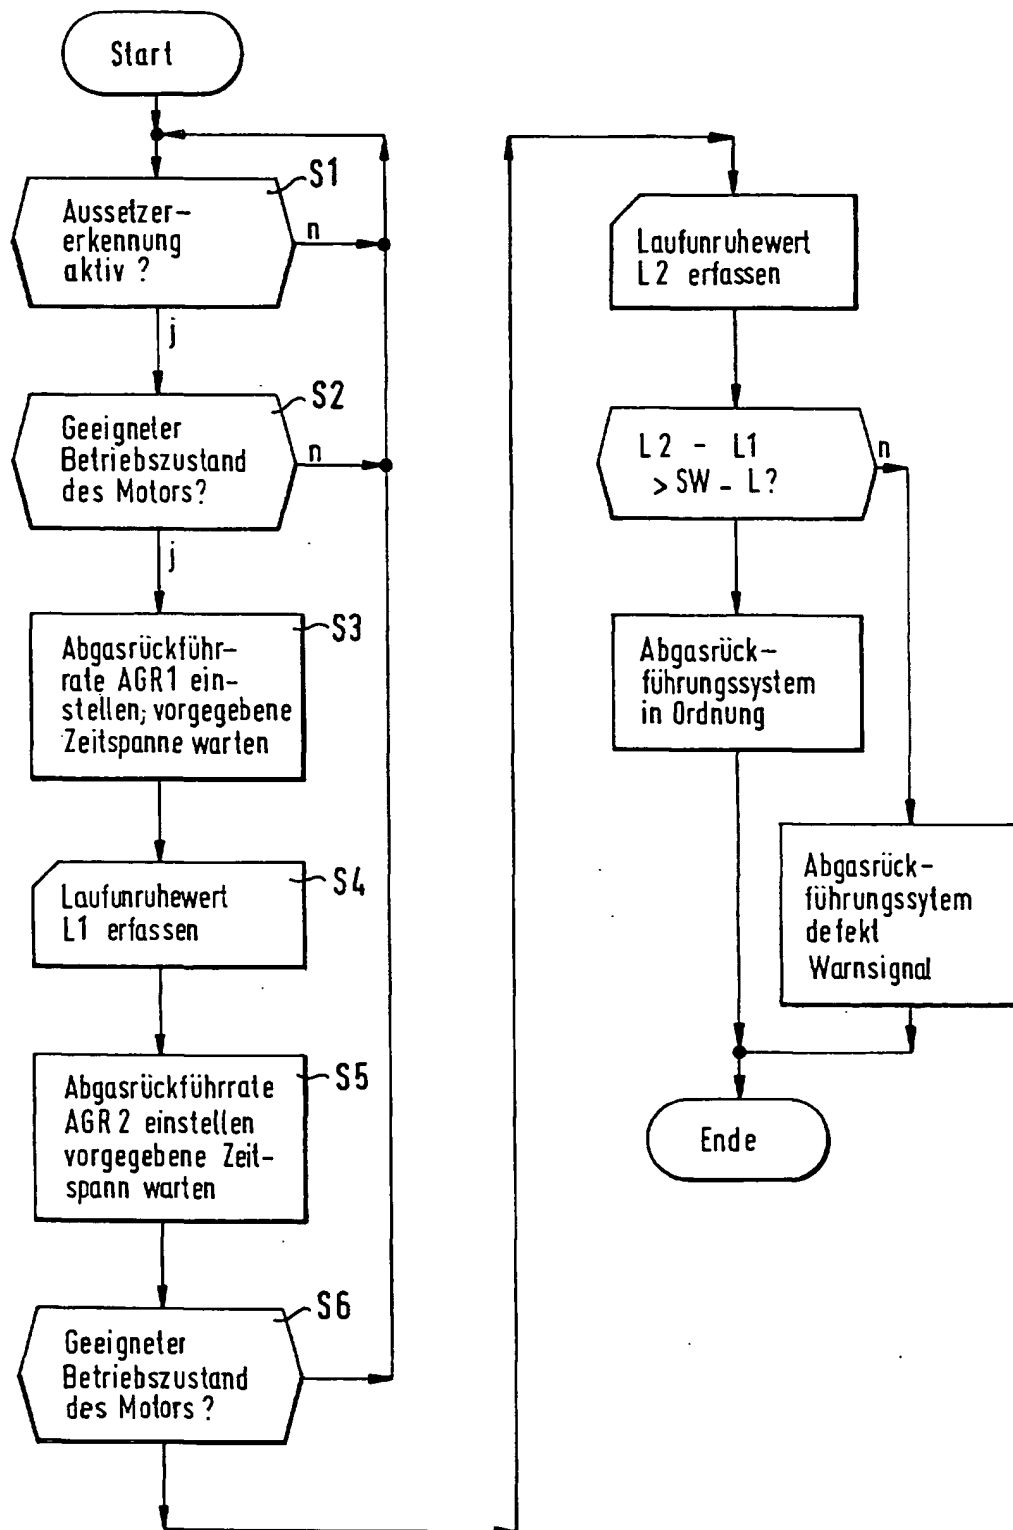 Start
S1
Aussetzer-
erkennung
aktiv ?
n
j
S2
Geeigneter
Betriebszustand
des Motors?
n
j
S3
Abgasrückführ-
rate AGR1 ein-
stellen; vorgegebene
Zeitspanne warten
S4
Laufunruhewert
L1 erfassen
S5
Abgasrückführrate
AGR2 einstellen
vorgegebene Zeit-
spann warten
S6
Geeigneter
Betriebszustand
des Motors ?
Laufunruhewert
L2 erfassen
L2 - L1
> SW - L?
n
Abgasrück-
führungssystem
in Ordnung
Abgasrück-
führungssytem
defekt
Warnsignal
Ende